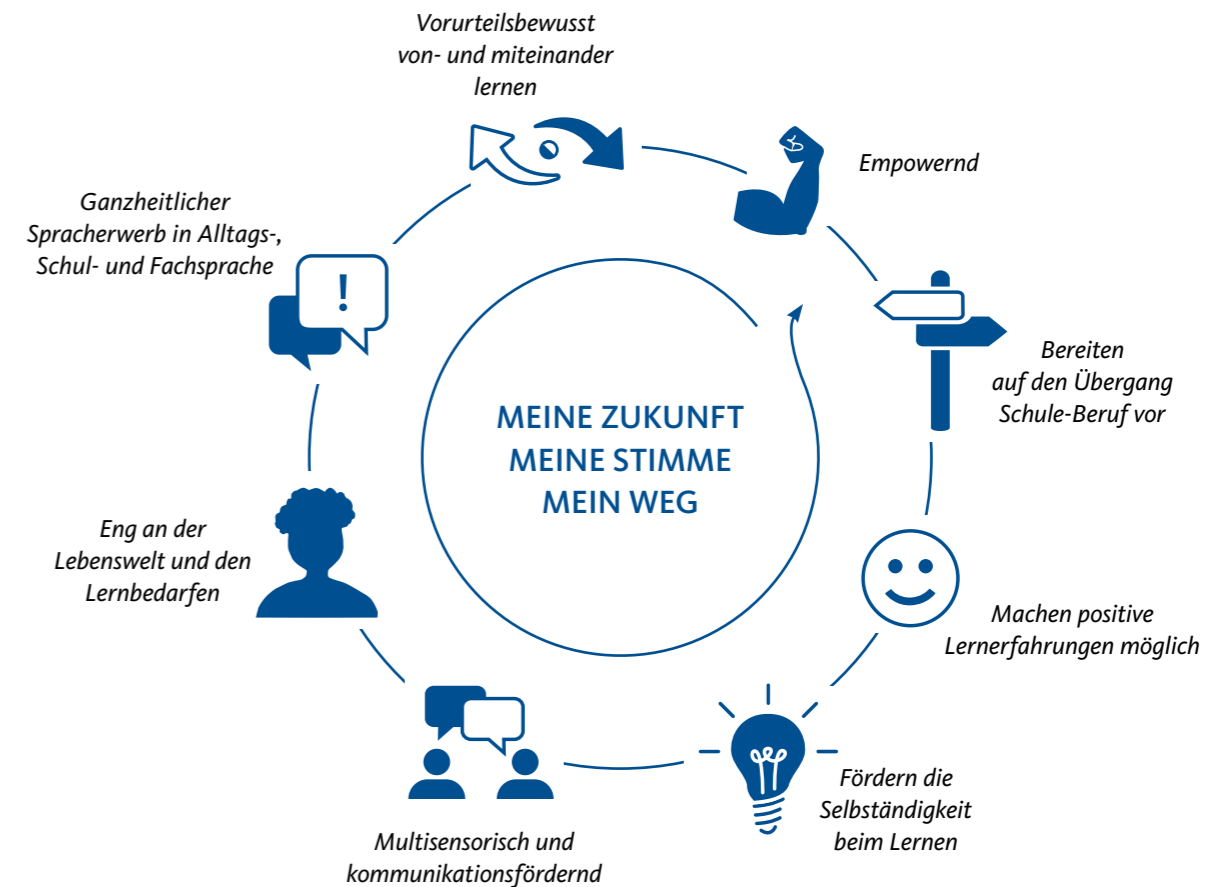 Vorurteilsbewusst
von- und miteinander
lernen
Empowernd
Ganzheitlicher
Spracherwerb in Alltags-,
Schul- und Fachsprache
!
Bereiten
auf den Übergang
Schule-Beruf vor
MEINE ZUKUNFT
MEINE STIMME
MEIN WEG
Eng an der
Lebenswelt und den
Lernbedarfen
Machen positive
Lernerfahrungen möglich
Fördern die
Selbständigkeit
beim Lernen
Multisensorisch und
kommunikationsfördernd